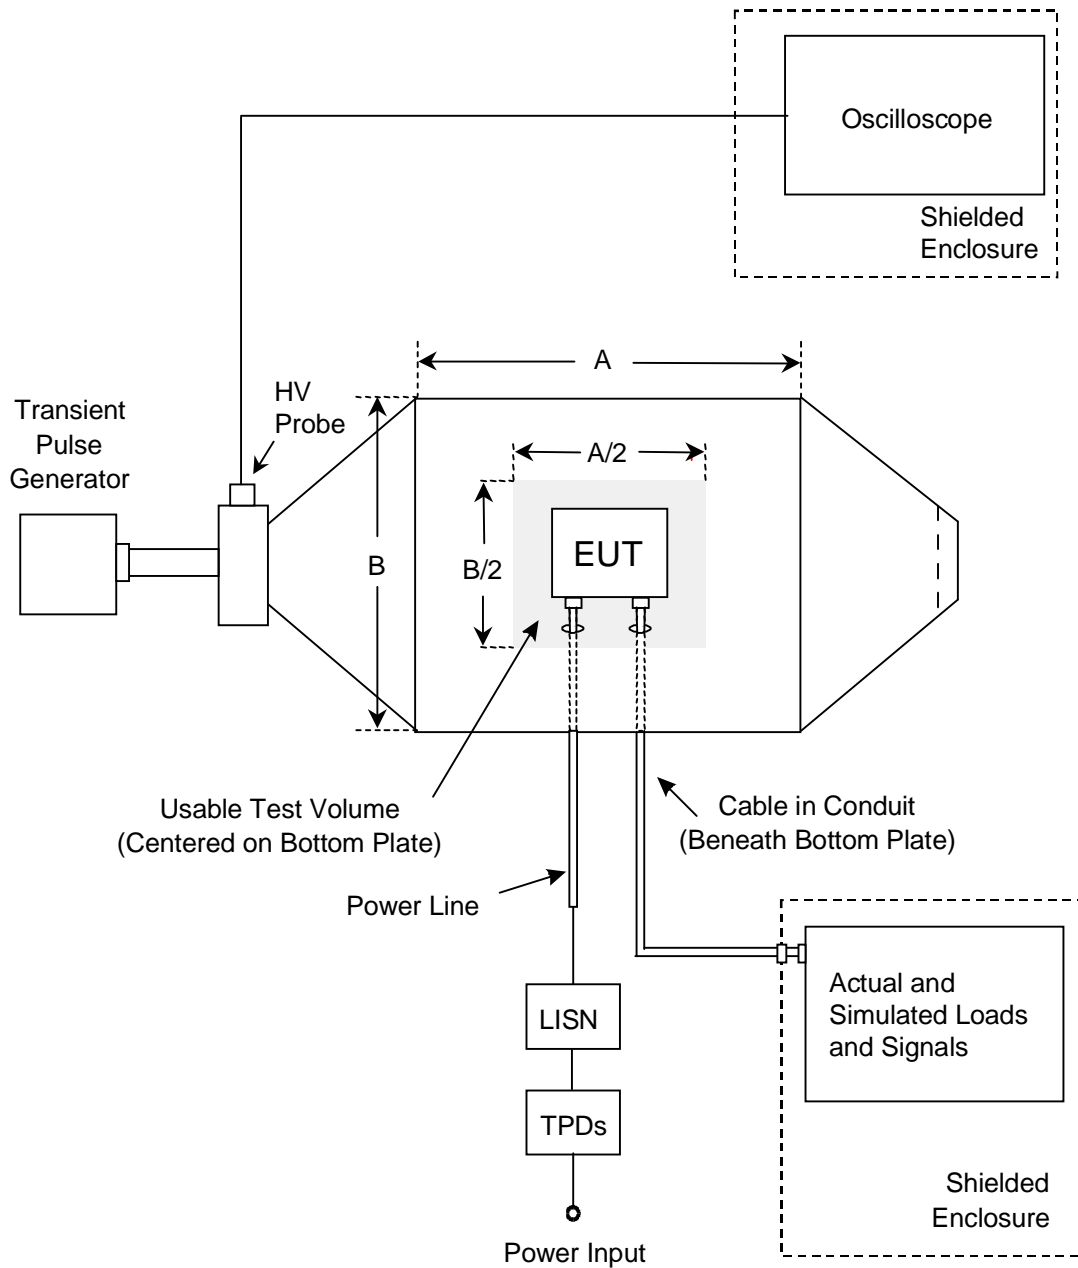 Oscilloscope
Shielded
Enclosure
A
HV
Probe
Transient
Pulse
Generator
A/2
B
B/2
EUT
Usable Test Volume
(Centered on Bottom Plate)
Cable in Conduit
(Beneath Bottom Plate)
Power Line
Actual and
Simulated Loads
and Signals
LISN
TPDs
Shielded
Enclosure
Power Input